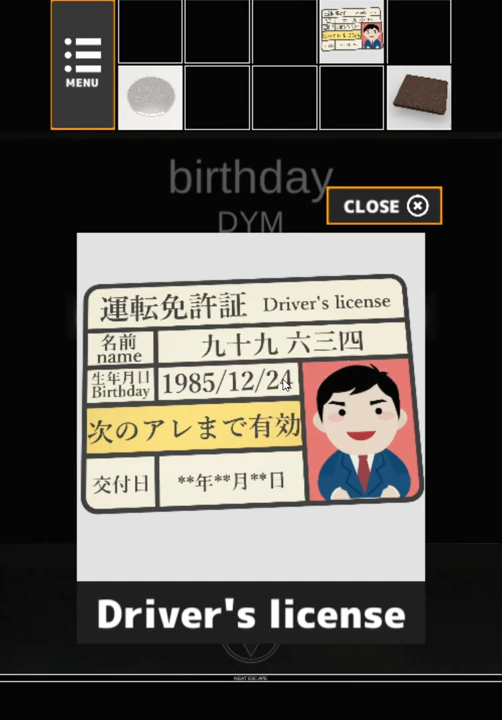 MENU
birthday
DYM
CLOSE
運転免許証 Driver's license
名前 九十九 六三四
name
生年月日 1985/12/24
Birthday
次のアレまで有効
交付日 **年**月**日
Driver's license
NEAT ESCAPE